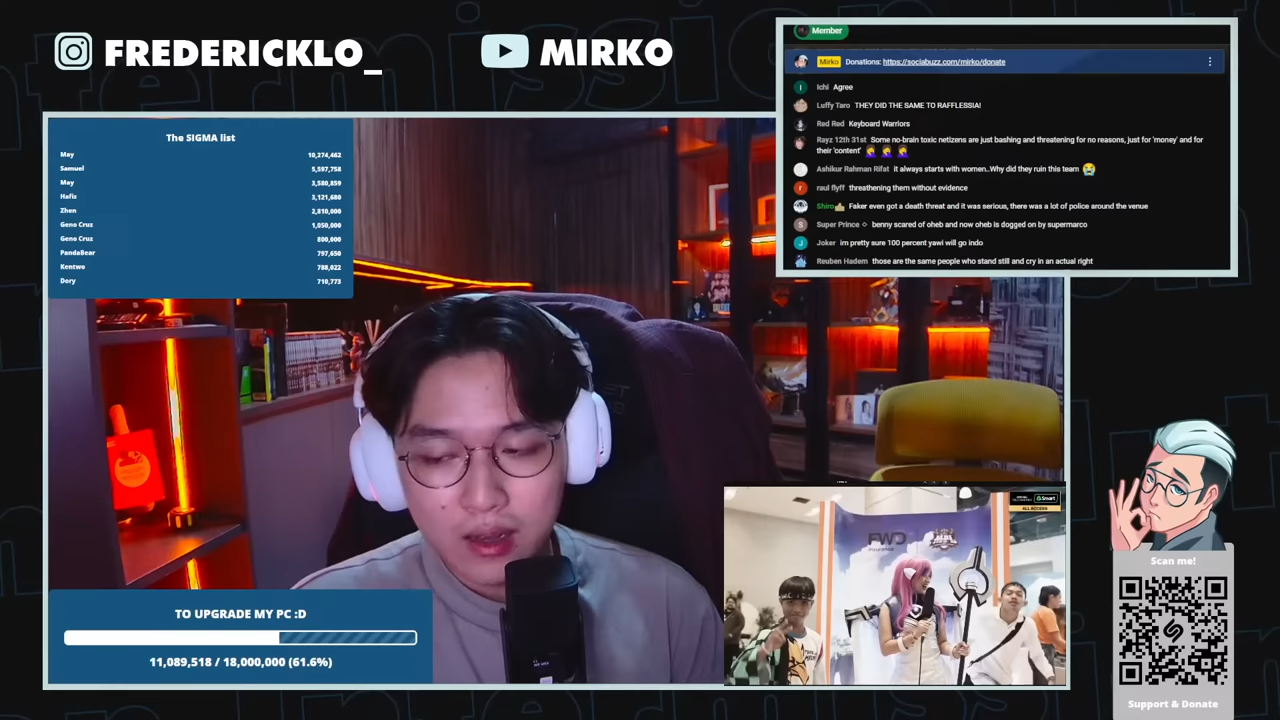 FREDERICKLO_
MIRKO
Member
Mirko Donations: https://sociabuzz.com/mirko/donate
Ichi Agree
Luffy Taro THEY DID THE SAME TO RAFFLESSIA!
Red Red Keyboard Warriors
Rayz 12th 31st Some no-brain toxic netizens are just bashing and threatening for no reasons, just for 'money' and for
their 'content' 🤦‍♀️ 🤦‍♀️ 🤦‍♀️
Ashikur Rahman Rifat it always starts with women..Why did they ruin this team 😭
raul flyff threathening them without evidence
Shiro Faker even got a death threat and it was serious, there was a lot of police around the venue
Super Prince benny scared of oheb and now oheb is dogged on by supermarco
Joker im pretty sure 100 percent yawi will go indo
Reuben Hadem those are the same people who stand still and cry in an actual right
The SIGMA list
May 10,274,462
Samuel 5,597,758
May 3,580,859
Hafiz 3,121,680
Zhen 2,810,000
Geno Cruz 1,050,000
Geno Cruz 800,000
PandaBear 797,650
Kentwo 788,022
Dery 710,773
TO UPGRADE MY PC :D
11,089,518 / 18,000,000 (61.6%)
Smart
ALL ACCESS
FWD
insurance
Scan me!
Support & Donate